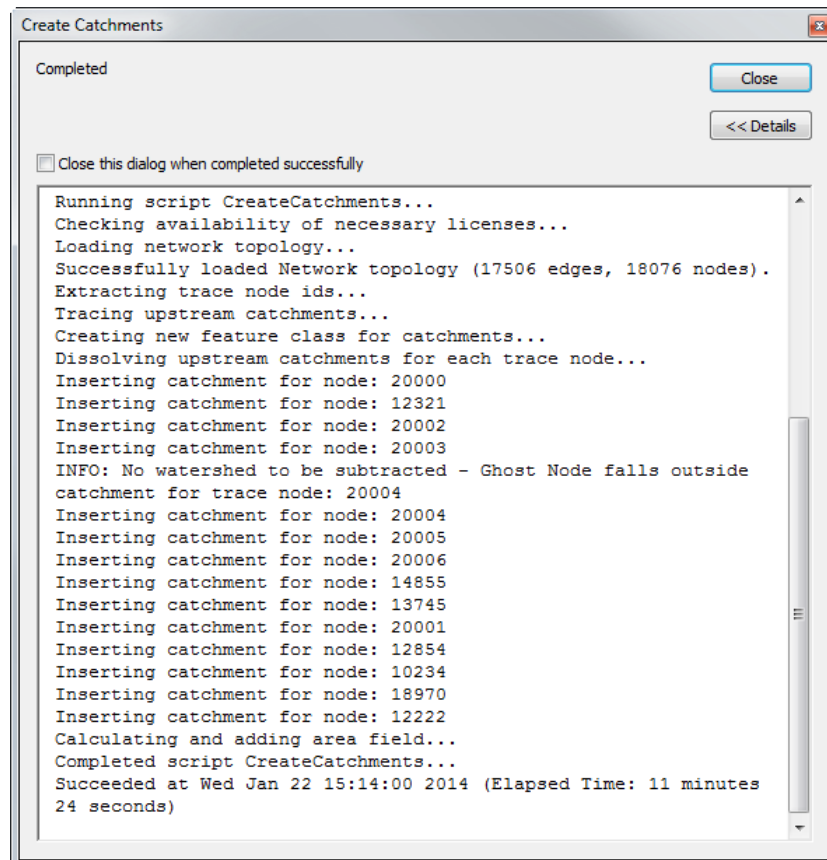 Create Catchments
Completed
Close
<< Details
Close this dialog when completed successfully
Running script CreateCatchments...
Checking availability of necessary licenses...
Loading network topology...
Successfully loaded Network topology (17506 edges, 18076 nodes).
Extracting trace node ids...
Tracing upstream catchments...
Creating new feature class for catchments...
Dissolving upstream catchments for each trace node...
Inserting catchment for node: 20000
Inserting catchment for node: 12321
Inserting catchment for node: 20002
Inserting catchment for node: 20003
INFO: No watershed to be subtracted - Ghost Node falls outside
catchment for trace node: 20004
Inserting catchment for node: 20004
Inserting catchment for node: 20005
Inserting catchment for node: 20006
Inserting catchment for node: 14855
Inserting catchment for node: 13745
Inserting catchment for node: 20001
Inserting catchment for node: 12854
Inserting catchment for node: 10234
Inserting catchment for node: 18970
Inserting catchment for node: 12222
Calculating and adding area field...
Completed script CreateCatchments...
Succeeded at Wed Jan 22 15:14:00 2014 (Elapsed Time: 11 minutes
24 seconds)